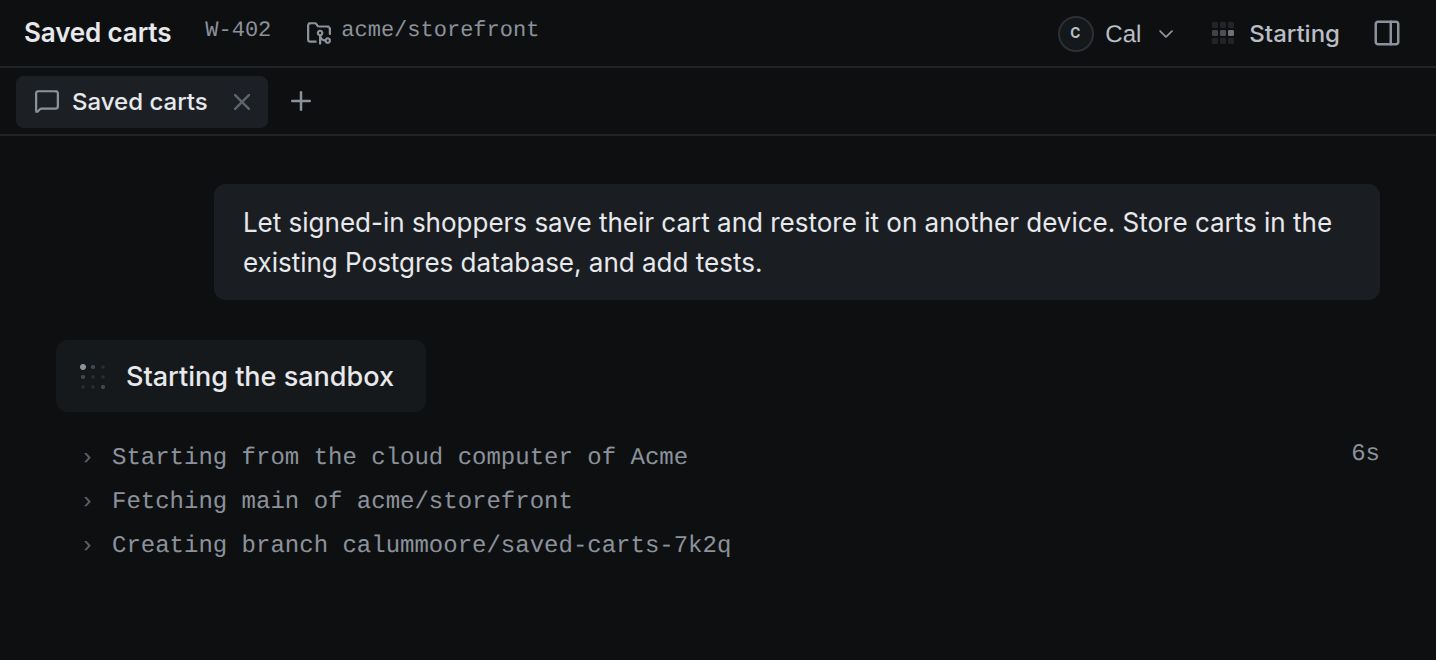 Saved carts W-402 acme/storefront C Cal Starting
Saved carts
Let signed-in shoppers save their cart and restore it on another device. Store carts in the
existing Postgres database, and add tests.
Starting the sandbox
› Starting from the cloud computer of Acme 6s
› Fetching main of acme/storefront
› Creating branch calummoore/saved-carts-7k2q